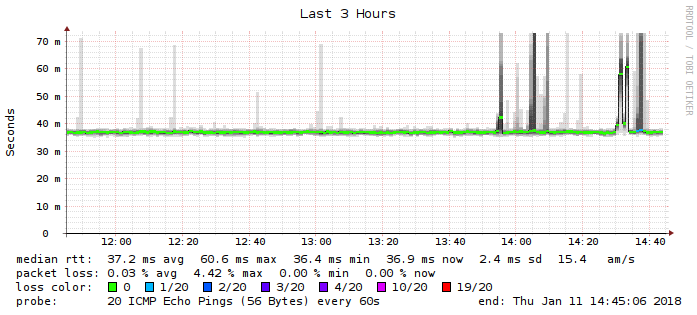 Last 3 Hours
RRDTOOL / TOBI OETIKER
Seconds
70 m
60 m
50 m
40 m
30 m
20 m
10 m
0
12:00 12:20 12:40 13:00 13:20 13:40 14:00 14:20 14:40
median rtt: 37.2 ms avg 60.6 ms max 36.4 ms min 36.9 ms now 2.4 ms sd 15.4 am/s
packet loss: 0.03 % avg 4.42 % max 0.00 % min 0.00 % now
loss color: 0 1/20 2/20 3/20 4/20 10/20 19/20
probe: 20 ICMP Echo Pings (56 Bytes) every 60s end: Thu Jan 11 14:45:06 2018